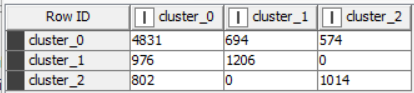 Row ID cluster_0 cluster_1 cluster_2
cluster_0 4831 694 574
cluster_1 976 1206 0
cluster_2 802 0 1014